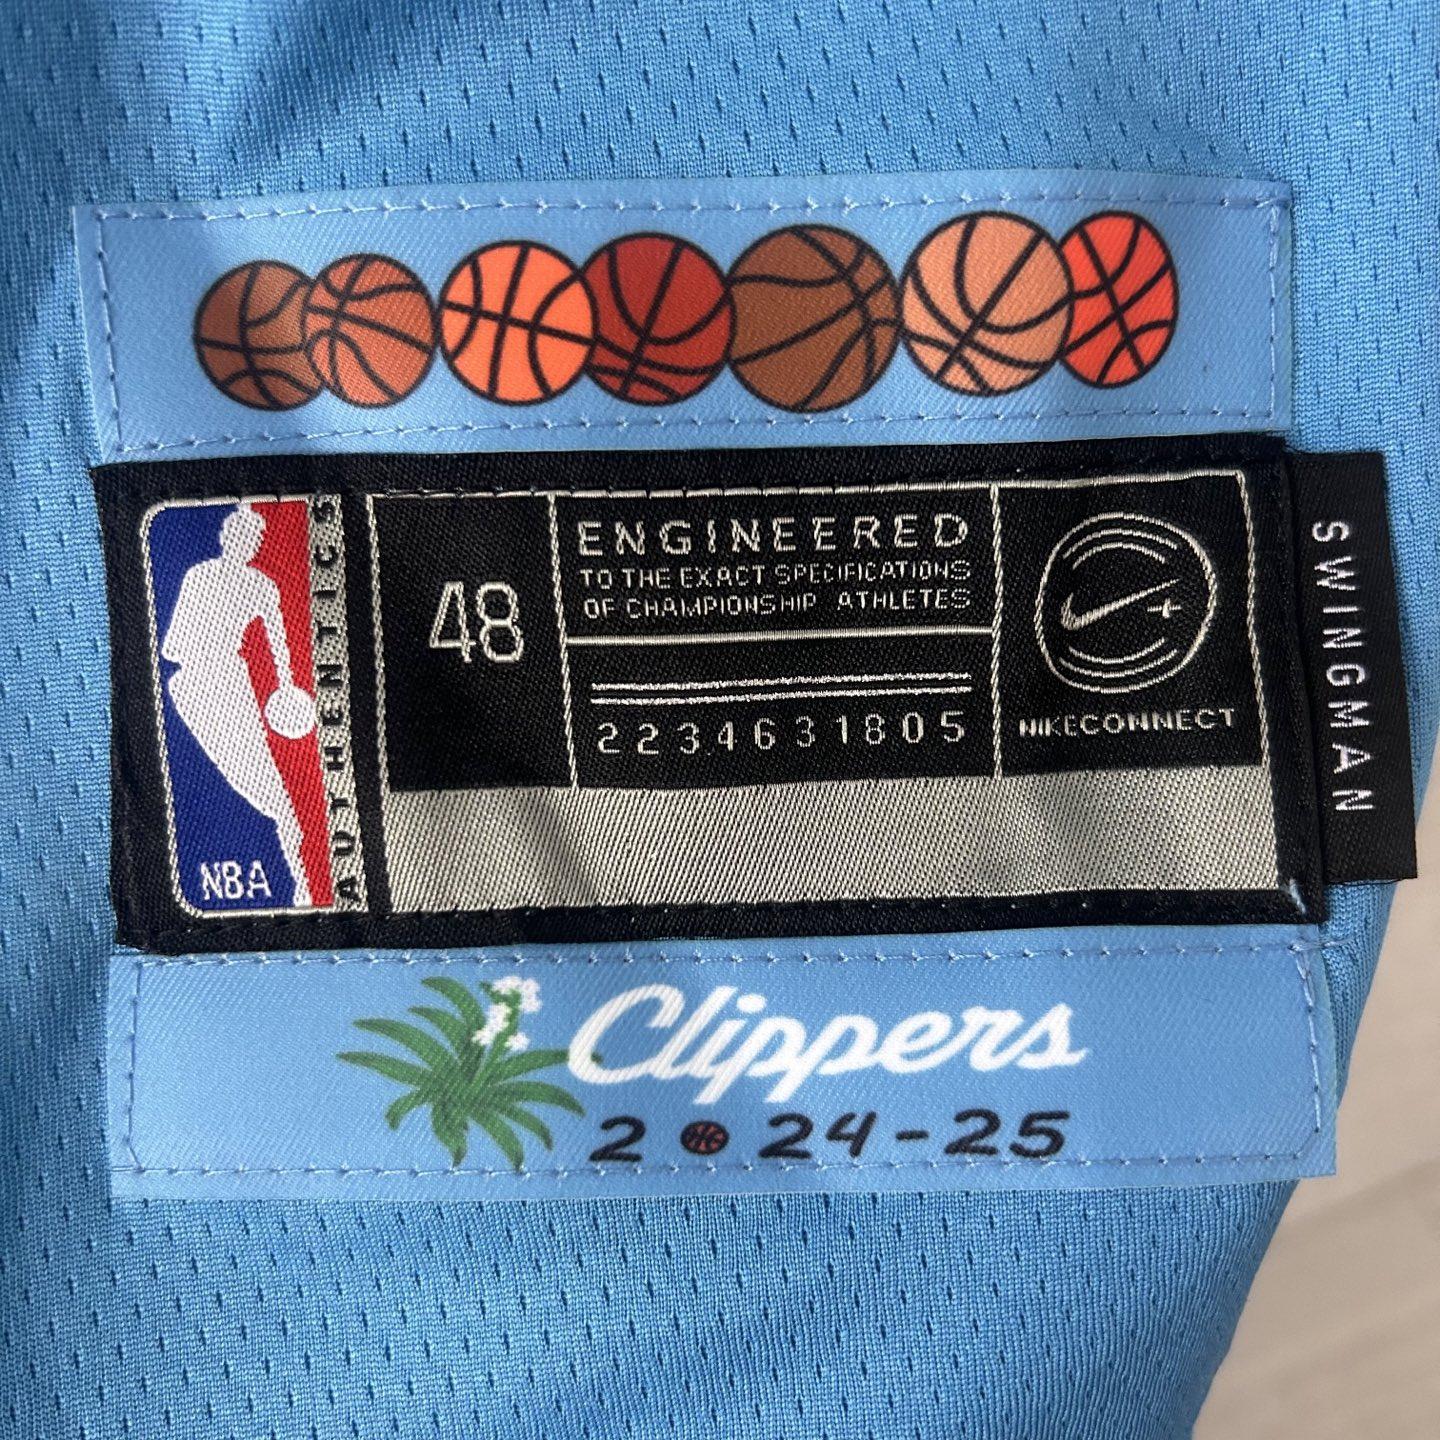 NBA
AUTHENTICS
48
ENGINEERED
TO THE EXACT SPECIFICATIONS
OF CHAMPIONSHIP ATHLETES
2234631805
NIKECONNECT
SWINGMAN
Clippers
2 24-25